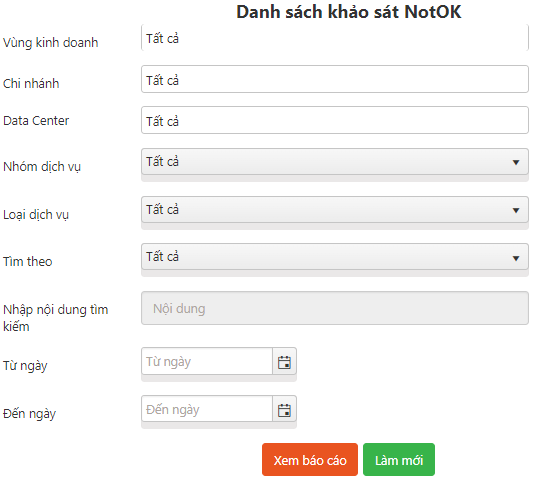 Danh sách khảo sát NotOK
Vùng kinh doanh Tất cả
Chi nhánh Tất cả
Data Center Tất cả
Nhóm dịch vụ Tất cả
Loại dịch vụ Tất cả
Tìm theo Tất cả
Nhập nội dung tìm Nội dung
kiếm
Từ ngày Từ ngày
Đến ngày Đến ngày
Xem báo cáo Làm mới